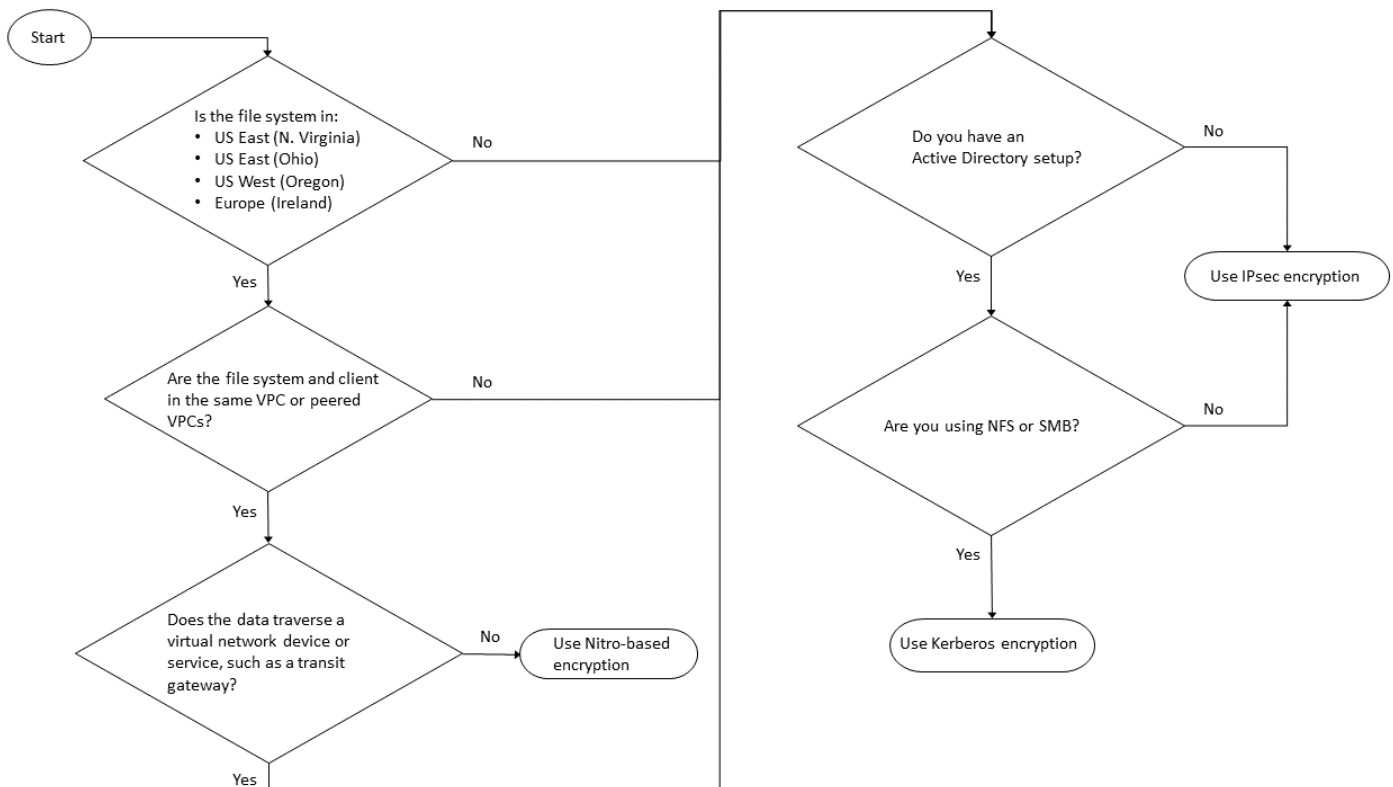 Start
Is the file system in:
• US East (N. Virginia)
• US East (Ohio)
• US West (Oregon)
• Europe (Ireland)
No
Yes
Are the file system and client
in the same VPC or peered
VPCs?
No
Yes
Does the data traverse a
virtual network device or
service, such as a transit
gateway?
No
Use Nitro-based
encryption
Yes
Do you have an
Active Directory setup?
No
Yes
Use IPsec encryption
Are you using NFS or SMB?
No
Yes
Use Kerberos encryption